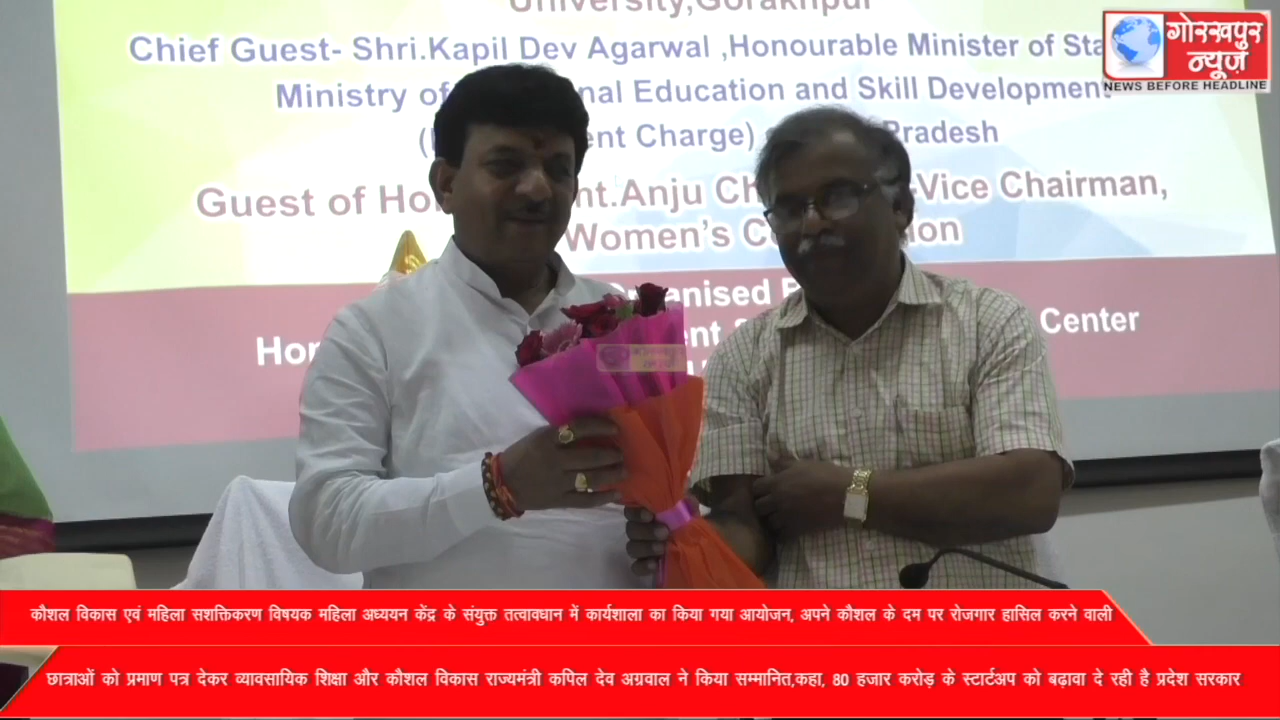 University,Gorakhpur
Chief Guest- Shri.Kapil Dev Agarwal ,Honourable Minister of Sta
Ministry of nal Education and Skill Development
ent Charge) Pradesh
Guest of Ho nt.Anju Ch -Vice Chairman,
Women's Co on
Organised
Center
गोरखपुर
न्यूज़
NEWS BEFORE HEADLINE
कौशल विकास एवं महिला सशक्तिकरण विषयक महिला अध्ययन केंद्र के संयुक्त तत्वावधान में कार्यशाला का किया गया आयोजन, अपने कौशल के दम पर रोजगार हासिल करने वाली
छात्राओं को प्रमाण पत्र देकर व्यावसायिक शिक्षा और कौशल विकास राज्यमंत्री कपिल देव अग्रवाल ने किया सम्मानित,कहा, 80 हजार करोड़ के स्टार्टअप को बढ़ावा दे रही है प्रदेश सरकार